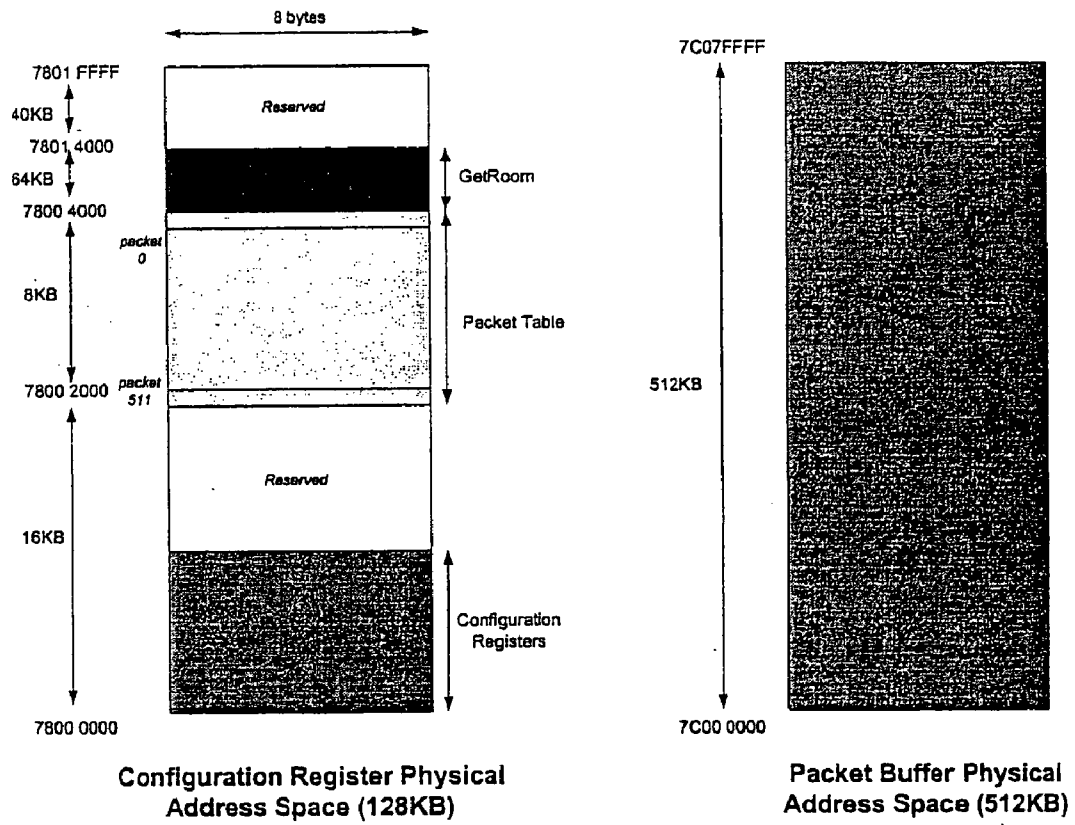 8 bytes
7801 FFFF
40KB
Reserved
7801 4000
64KB
GetRoom
7800 4000
packet
0
8KB
Packet Table
7800 2000
packet
511
Reserved
16KB
Configuration
Registers
7800 0000
Configuration Register Physical
Address Space (128KB)
7C07FFFF
512KB
7C00 0000
Packet Buffer Physical
Address Space (512KB)